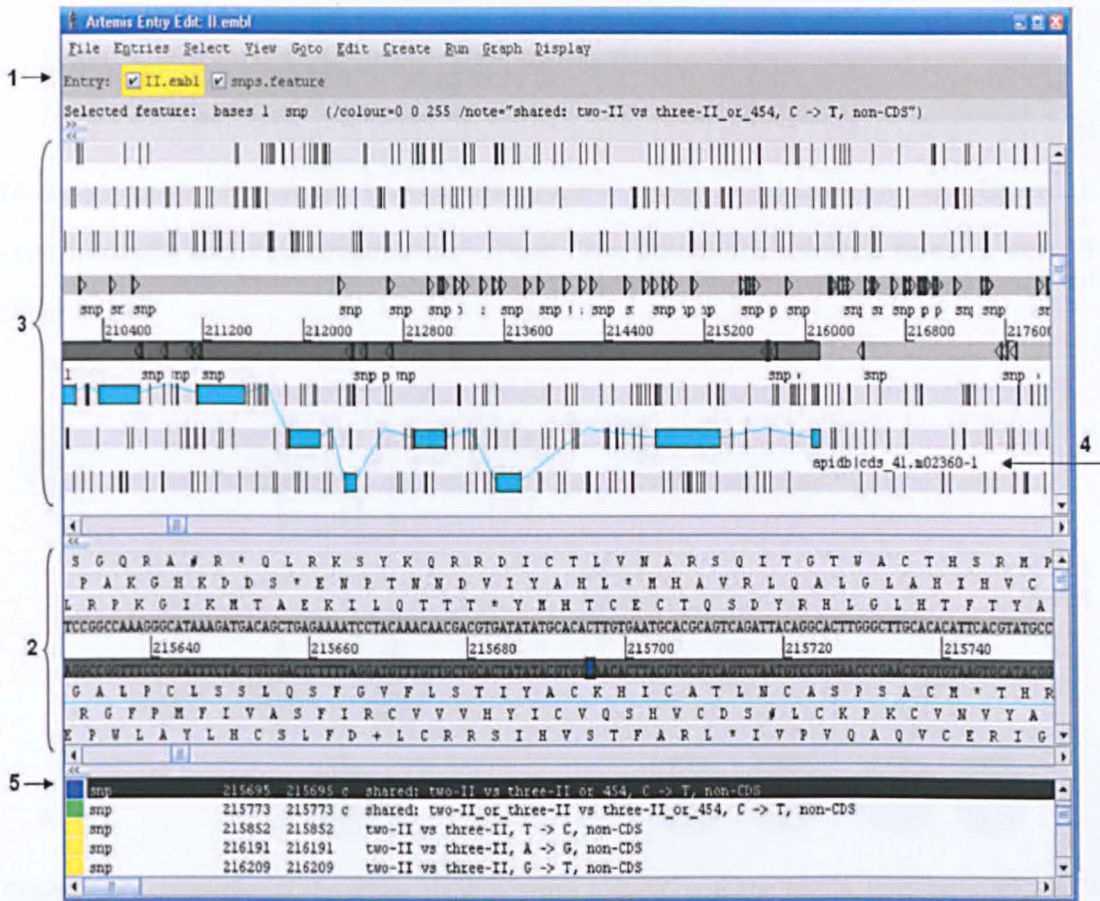 Artemis Entry Edit: II.embl
File Entries Select View Goto Edit Create Run Graph Display
1
Entry: II.embl snps.feature
Selected feature: bases 1 snp (/colour=0 0 255 /note="shared: two-II vs three-II_or_454, C -> T, non-CDS")
3
snp snp snp snp snp snp snp snp snp snp snp snp snp
210400 211200 212000 212800 213600 214400 215200 216000 216800 217600
snp snp snp snp snp
4
apidb|cds_41.m02360-1
2
S G Q R A # R * Q L R K S Y K Q R R D I C T L V N A R S Q I T G T W A C T H S R M P
P A K G H K D D S * E N P T N N D V I Y A H L * M H A V R L Q A L G L A H I H V C
L R P K G I K M T A E K I L Q T T T * Y M H T C E C T Q S D Y R H L G L H T F T Y A
TCCGGCCAAAGGGCATAAAGATGACAGCTGAGAAAATCCTACAAACAACGACGTGATATATGCACACTTGTGAATGCACGCAGTCAGATTACAGGCACTTGGGCTTGCACACATTCACGTATGCC
215640 215660 215680 215700 215720 215740
G A L P C L S S L Q S F G V F L S T I Y A C K H I C A T L N C A S P S A C M * T H R
R G F P M F I V A S F I R C V V V H Y I C V Q S H V C D S # L C K P K C V N V Y A
E P W L A Y L H C S L F D + L C R R S I H V S T F A R L * I V P V Q A Q V C E R I G
5
snp 215695 215695 c shared: two-II vs three-II or 454, C -> T, non-CDS
snp 215773 215773 c shared: two-II_or_three-II vs three-II_or_454, C -> T, non-CDS
snp 215852 215852 two-II vs three-II, T -> C, non-CDS
snp 216191 216191 two-II vs three-II, A -> G, non-CDS
snp 216209 216209 two-II vs three-II, G -> T, non-CDS